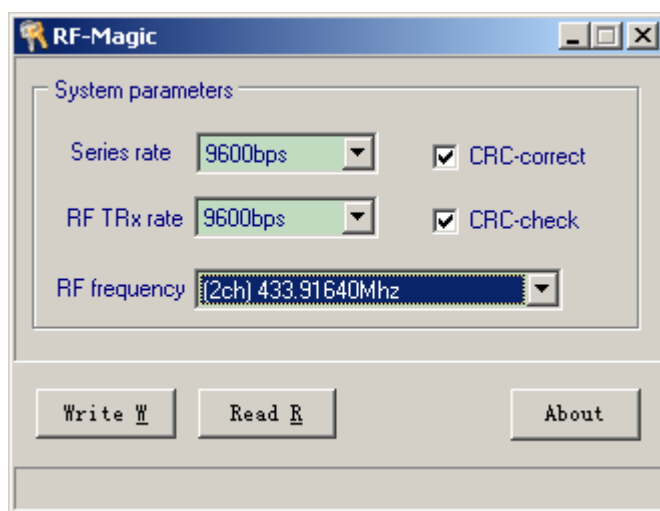 RF-Magic
System parameters
Series rate 9600bps CRC-correct
RF TRx rate 9600bps CRC-check
RF frequency (2ch) 433.91640Mhz
Write W Read R About